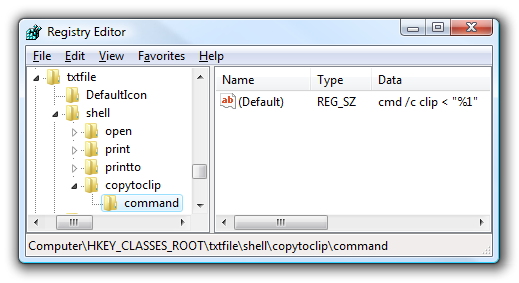 Registry Editor
File Edit View Favorites Help
txtfile
DefaultIcon
shell
open
print
printto
copytoclip
command
Name Type Data
ab (Default) REG_SZ cmd /c clip < "%1"
Computer\HKEY_CLASSES_ROOT\txtfile\shell\copytoclip\command